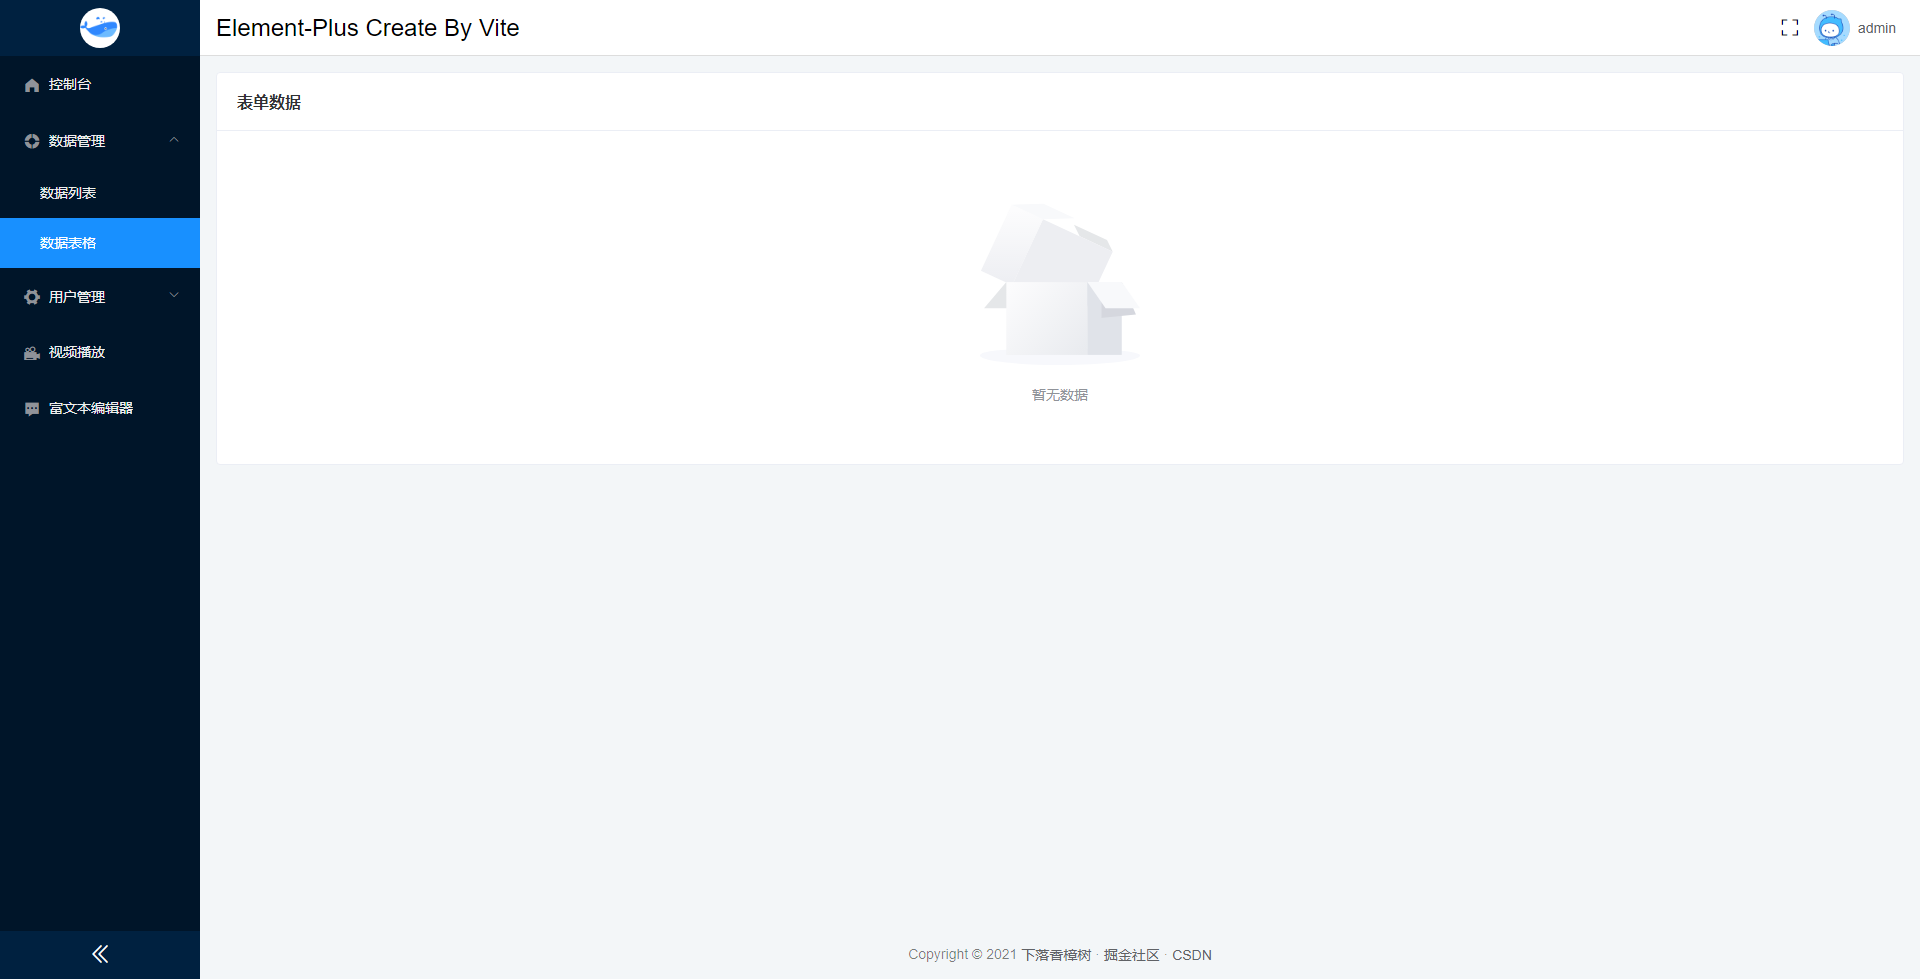 Element-Plus Create By Vite
admin
控制台
数据管理
数据列表
数据表格
用户管理
视频播放
富文本编辑器
表单数据
暂无数据
Copyright © 2021 下落香樟树 · 掘金社区 · CSDN